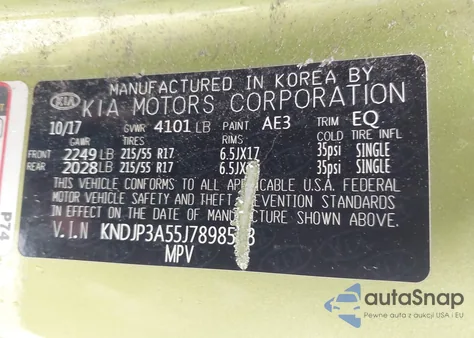 MANUFACTURED IN KOREA BY
KIA KIA MOTORS CORPORATION
10/17 GVWR 4101 LB PAINT AE3 TRIM EQ
GAWR TIRES RIMS COLD TIRE INFL
FRONT 2249 LB 215/55 R17 6.5JX17 35psi SINGLE
REAR 2028 LB 215/55 R17 35psi SINGLE
THIS VEHICLE CONFORMS TO ALL APPLICABLE U.S.A. FEDERAL
MOTOR VEHICLE SAFETY AND THEFT PREVENTION STANDARDS
IN EFFECT ON THE DATE OF MANUFACTURE SHOWN ABOVE.
V.I.N
MPV
P74
autaSnap
Pewne auta z USA i EU